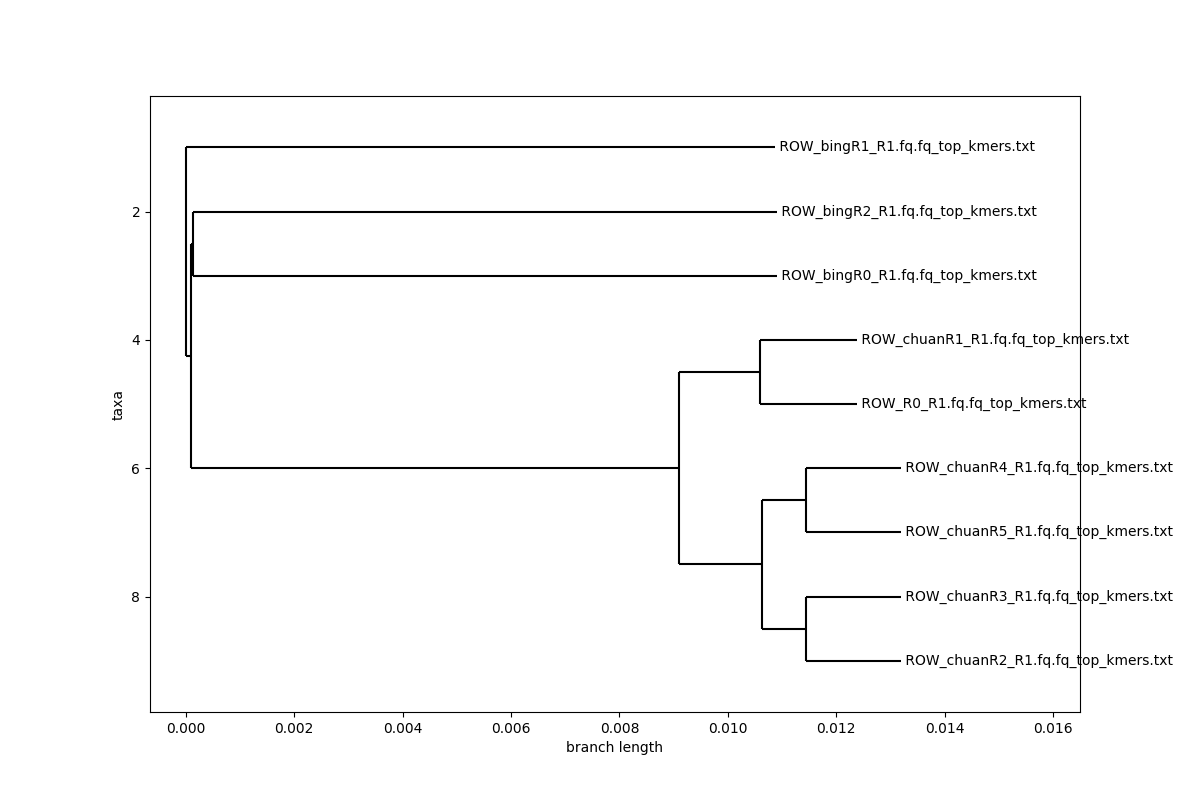 ROW_bingR1_R1.fq.fq_top_kmers.txt
2
ROW_bingR2_R1.fq.fq_top_kmers.txt
ROW_bingR0_R1.fq.fq_top_kmers.txt
4
ROW_chuanR1_R1.fq.fq_top_kmers.txt
taxa
ROW_R0_R1.fq.fq_top_kmers.txt
6
ROW_chuanR4_R1.fq.fq_top_kmers.txt
ROW_chuanR5_R1.fq.fq_top_kmers.txt
8
ROW_chuanR3_R1.fq.fq_top_kmers.txt
ROW_chuanR2_R1.fq.fq_top_kmers.txt
0.000 0.002 0.004 0.006 0.008 0.010 0.012 0.014 0.016
branch length